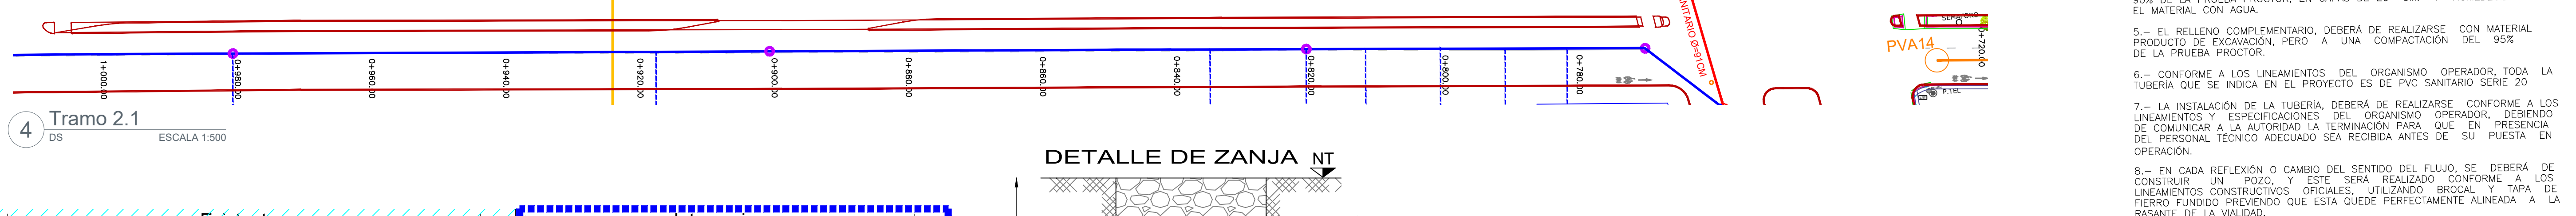 NITARIO Ø=91CM
SEMAFORO
0+720.00
PVA14
P.TEL
1+000.00
0+980.00
0+960.00
0+940.00
0+920.00
0+900.00
0+880.00
0+860.00
0+840.00
0+820.00
0+800.00
0+780.00
4
Tramo 2.1
DS
ESCALA 1:500
DETALLE DE ZANJA
NT
EL MATERIAL CON AGUA.
5.- EL RELLENO COMPLEMENTARIO, DEBERÁ DE REALIZARSE CON MATERIAL
PRODUCTO DE EXCAVACIÓN, PERO A UNA COMPACTACIÓN DEL 95%
DE LA PRUEBA PROCTOR.
6.- CONFORME A LOS LINEAMIENTOS DEL ORGANISMO OPERADOR, TODA LA
TUBERÍA QUE SE INDICA EN EL PROYECTO ES DE PVC SANITARIO SERIE 20
7.- LA INSTALACIÓN DE LA TUBERÍA, DEBERÁ DE REALIZARSE CONFORME A LOS
LINEAMIENTOS Y ESPECIFICACIONES DEL ORGANISMO OPERADOR, DEBIENDO
DE COMUNICAR A LA AUTORIDAD LA TERMINACIÓN PARA QUE EN PRESENCIA
DEL PERSONAL TÉCNICO ADECUADO SEA RECIBIDA ANTES DE SU PUESTA EN
OPERACIÓN.
8.- EN CADA REFLEXIÓN O CAMBIO DEL SENTIDO DEL FLUJO, SE DEBERÁ DE
CONSTRUIR UN POZO, Y ESTE SERÁ REALIZADO CONFORME A LOS
LINEAMIENTOS CONSTRUCTIVOS OFICIALES, UTILIZANDO BROCAL Y TAPA DE
FIERRO FUNDIDO PREVIENDO QUE ESTA QUEDE PERFECTAMENTE ALINEADA A LA
RASANTE DE LA VIALIDAD.